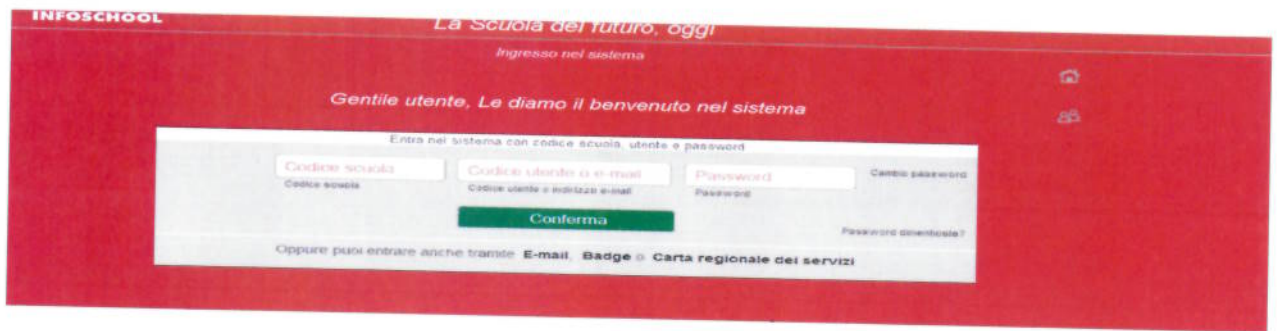 INFOSCHOOL
La Scuola del futuro, oggi
Ingresso nel sistema
Gentile utente, Le diamo il benvenuto nel sistema
Entra nel sistema con codice scuola, utente e password
Codice scuola Codice utente o e-mail Password Cambio password
Codice scuola Codice utente o indirizzo e-mail Password
Conferma
Password dimenticata?
Oppure puoi entrare anche tramite E-mail, Badge o Carta regionale dei servizi